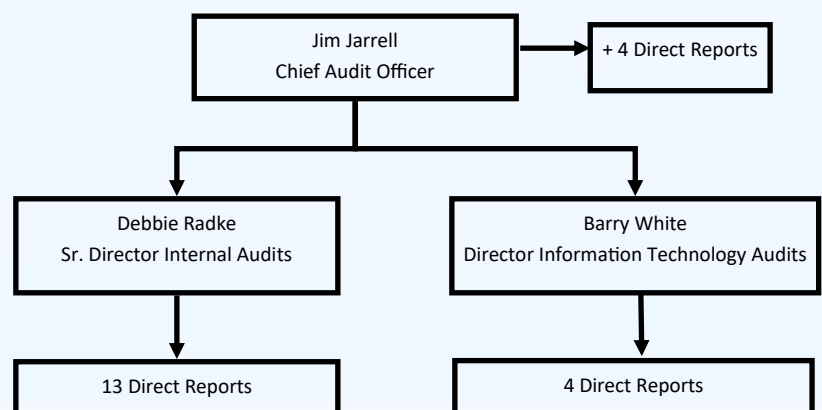 Jim Jarrell
Chief Audit Officer
+ 4 Direct Reports
Debbie Radke
Sr. Director Internal Audits
Barry White
Director Information Technology Audits
13 Direct Reports
4 Direct Reports